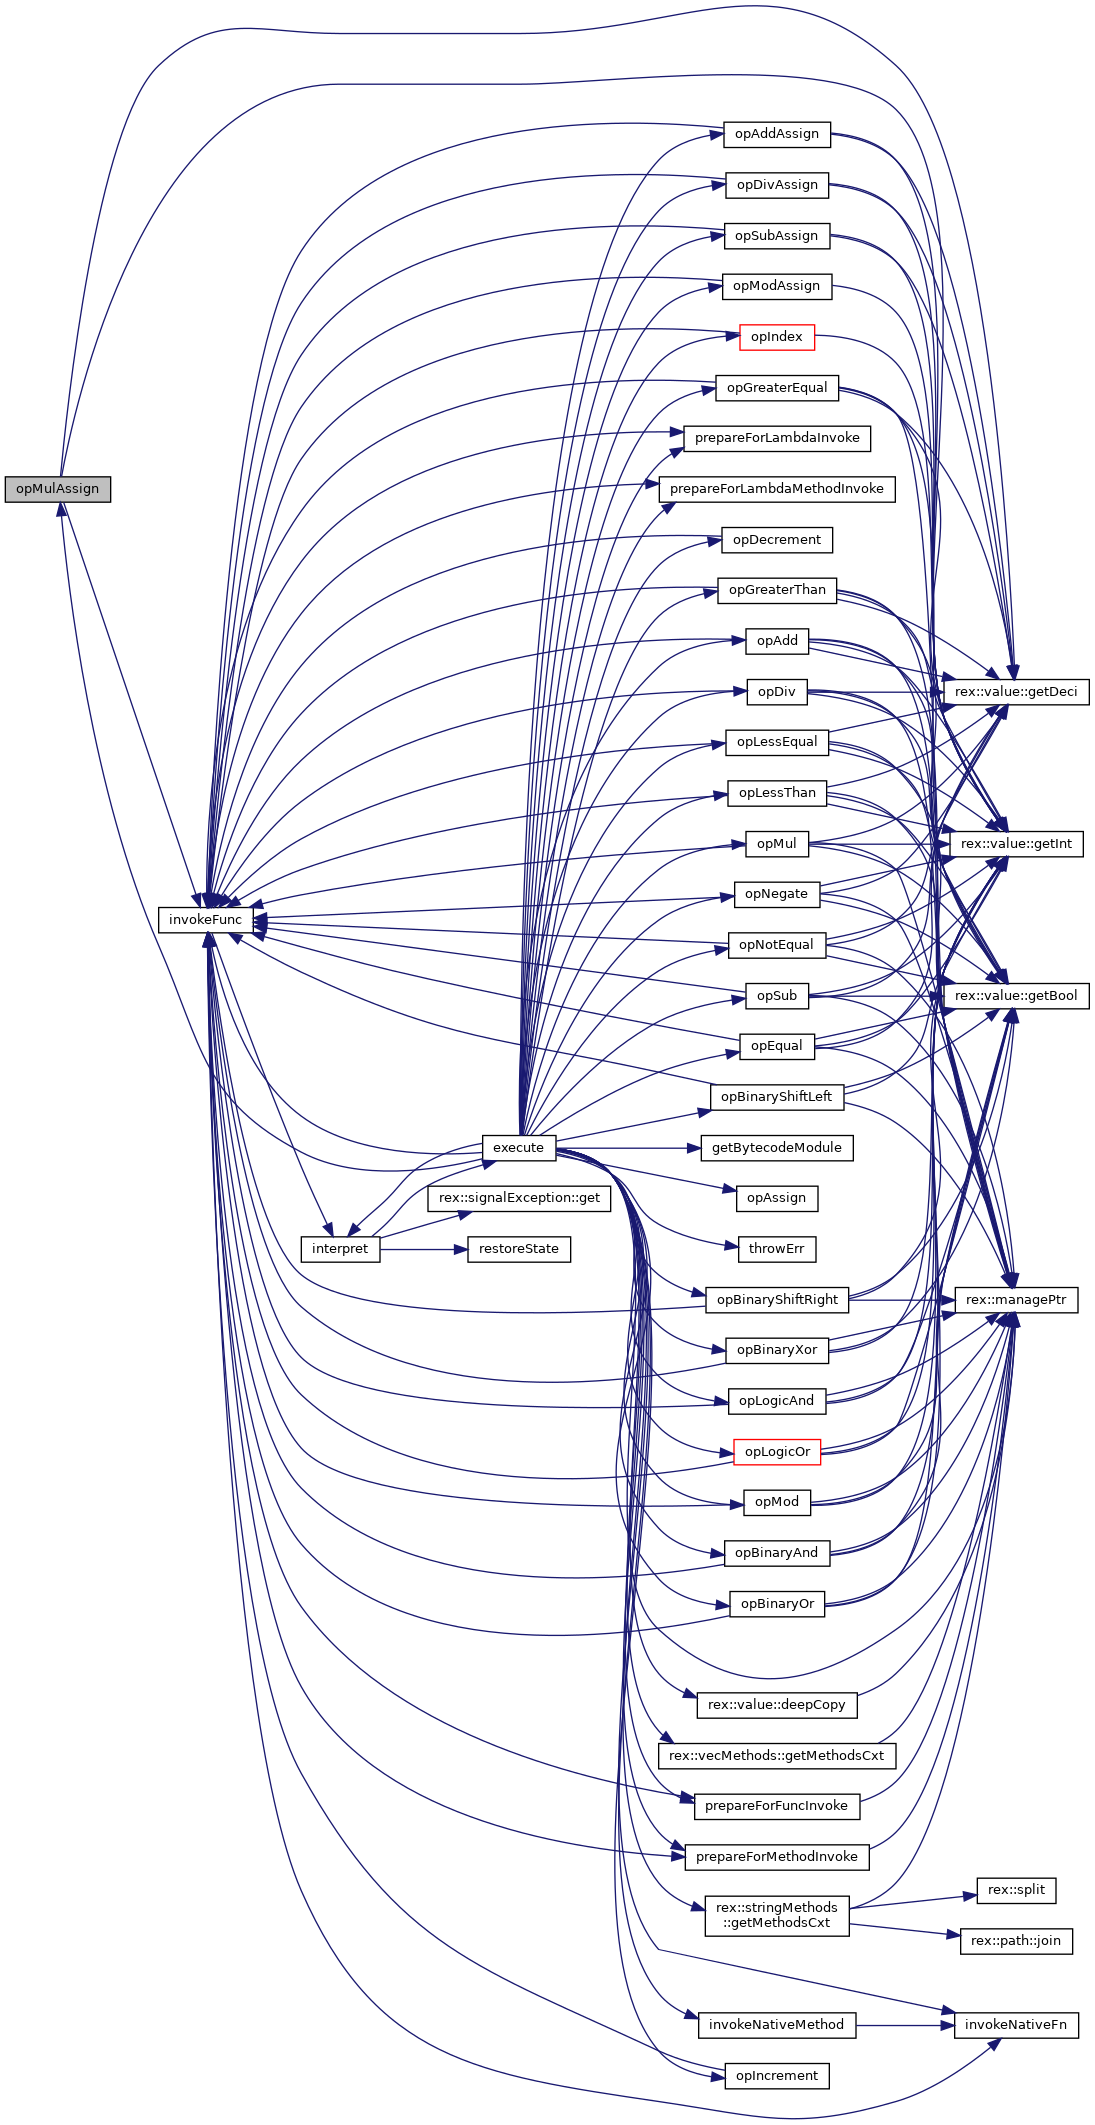 opAddAssign
opDivAssign
opSubAssign
opModAssign
opIndex
opGreaterEqual
prepareForLambdaInvoke
opMulAssign
prepareForLambdaMethodInvoke
opDecrement
opGreaterThan
opAdd
opDiv
rex::value::getDeci
opLessEqual
opLessThan
opMul
rex::value::getInt
opNegate
invokeFunc
opNotEqual
opSub
rex::value::getBool
opEqual
opBinaryShiftLeft
execute
getBytecodeModule
rex::signalException::get
opAssign
interpret
restoreState
throwErr
opBinaryShiftRight
rex::managePtr
opBinaryXor
opLogicAnd
opLogicOr
opMod
opBinaryAnd
opBinaryOr
rex::value::deepCopy
rex::vecMethods::getMethodsCxt
prepareForFuncInvoke
prepareForMethodInvoke
rex::stringMethods
::getMethodsCxt
rex::split
rex::path::join
invokeNativeMethod
invokeNativeFn
opIncrement